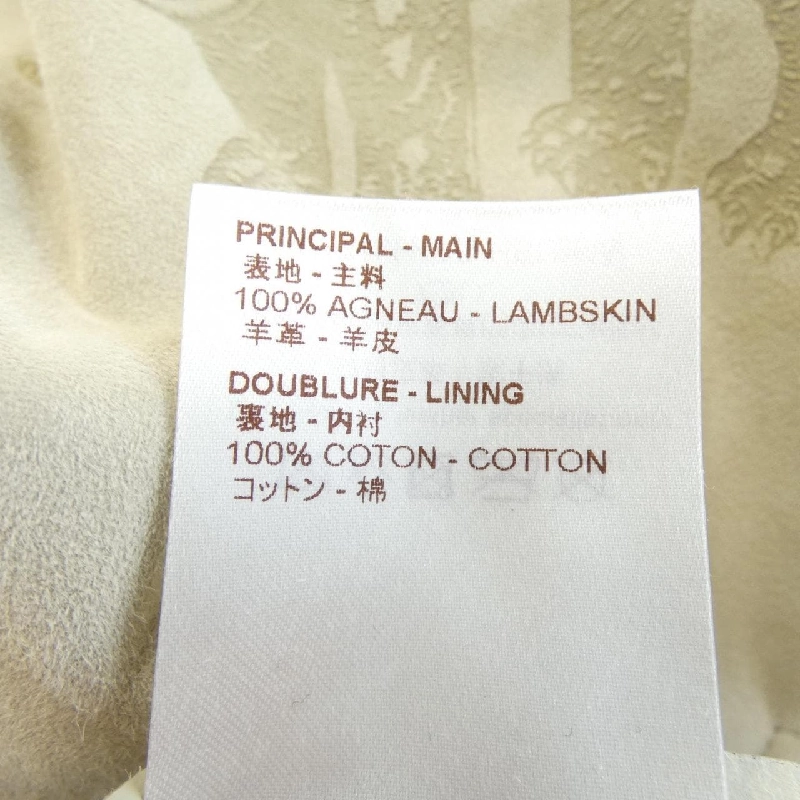 PRINCIPAL - MAIN
表地 - 主料
100% AGNEAU - LAMBSKIN
羊革 - 羊皮
DOUBLURE - LINING
裏地 - 内衬
100% COTON - COTTON
コットン - 棉